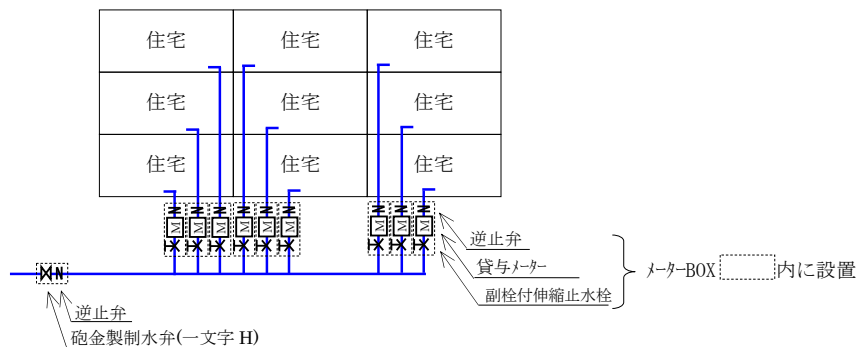 住宅 住宅 住宅
住宅 住宅 住宅
住宅 住宅 住宅
M M M M M M M M M
逆止弁
貸与メーター
副栓付伸縮止水栓
メーターBOX 内に設置
逆止弁
砲金製制水弁(一文字 H)